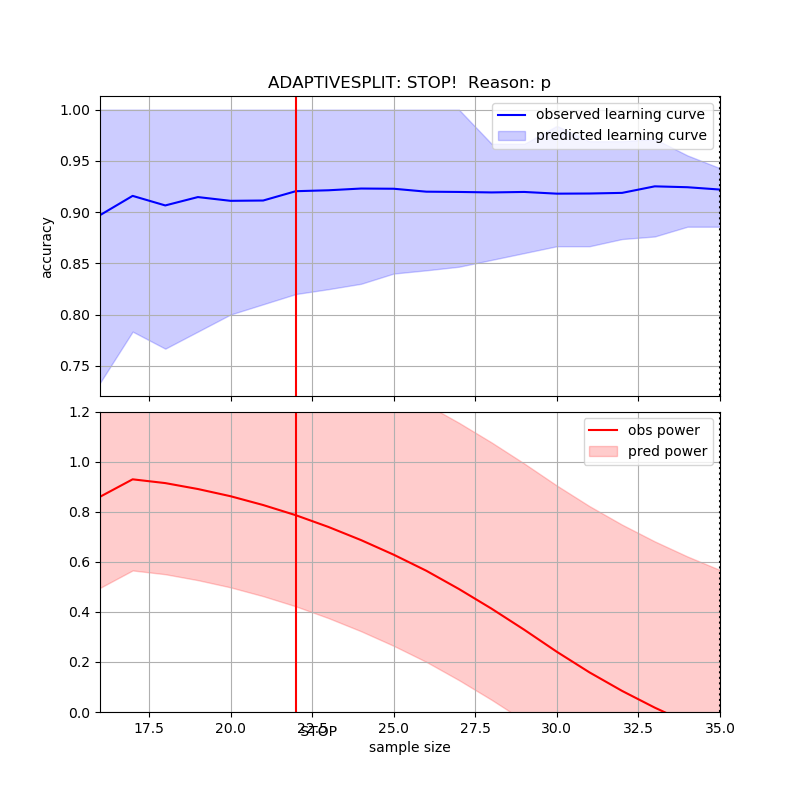 ADAPTIVESPLIT: STOP!  Reason: p
1.00
0.95
0.90
0.85
0.80
0.75
accuracy
observed learning curve
predicted learning curve
1.2
1.0
0.8
0.6
0.4
0.2
0.0
obs power
pred power
17.5 20.0 22.5 25.0 27.5 30.0 32.5 35.0
STOP
sample size